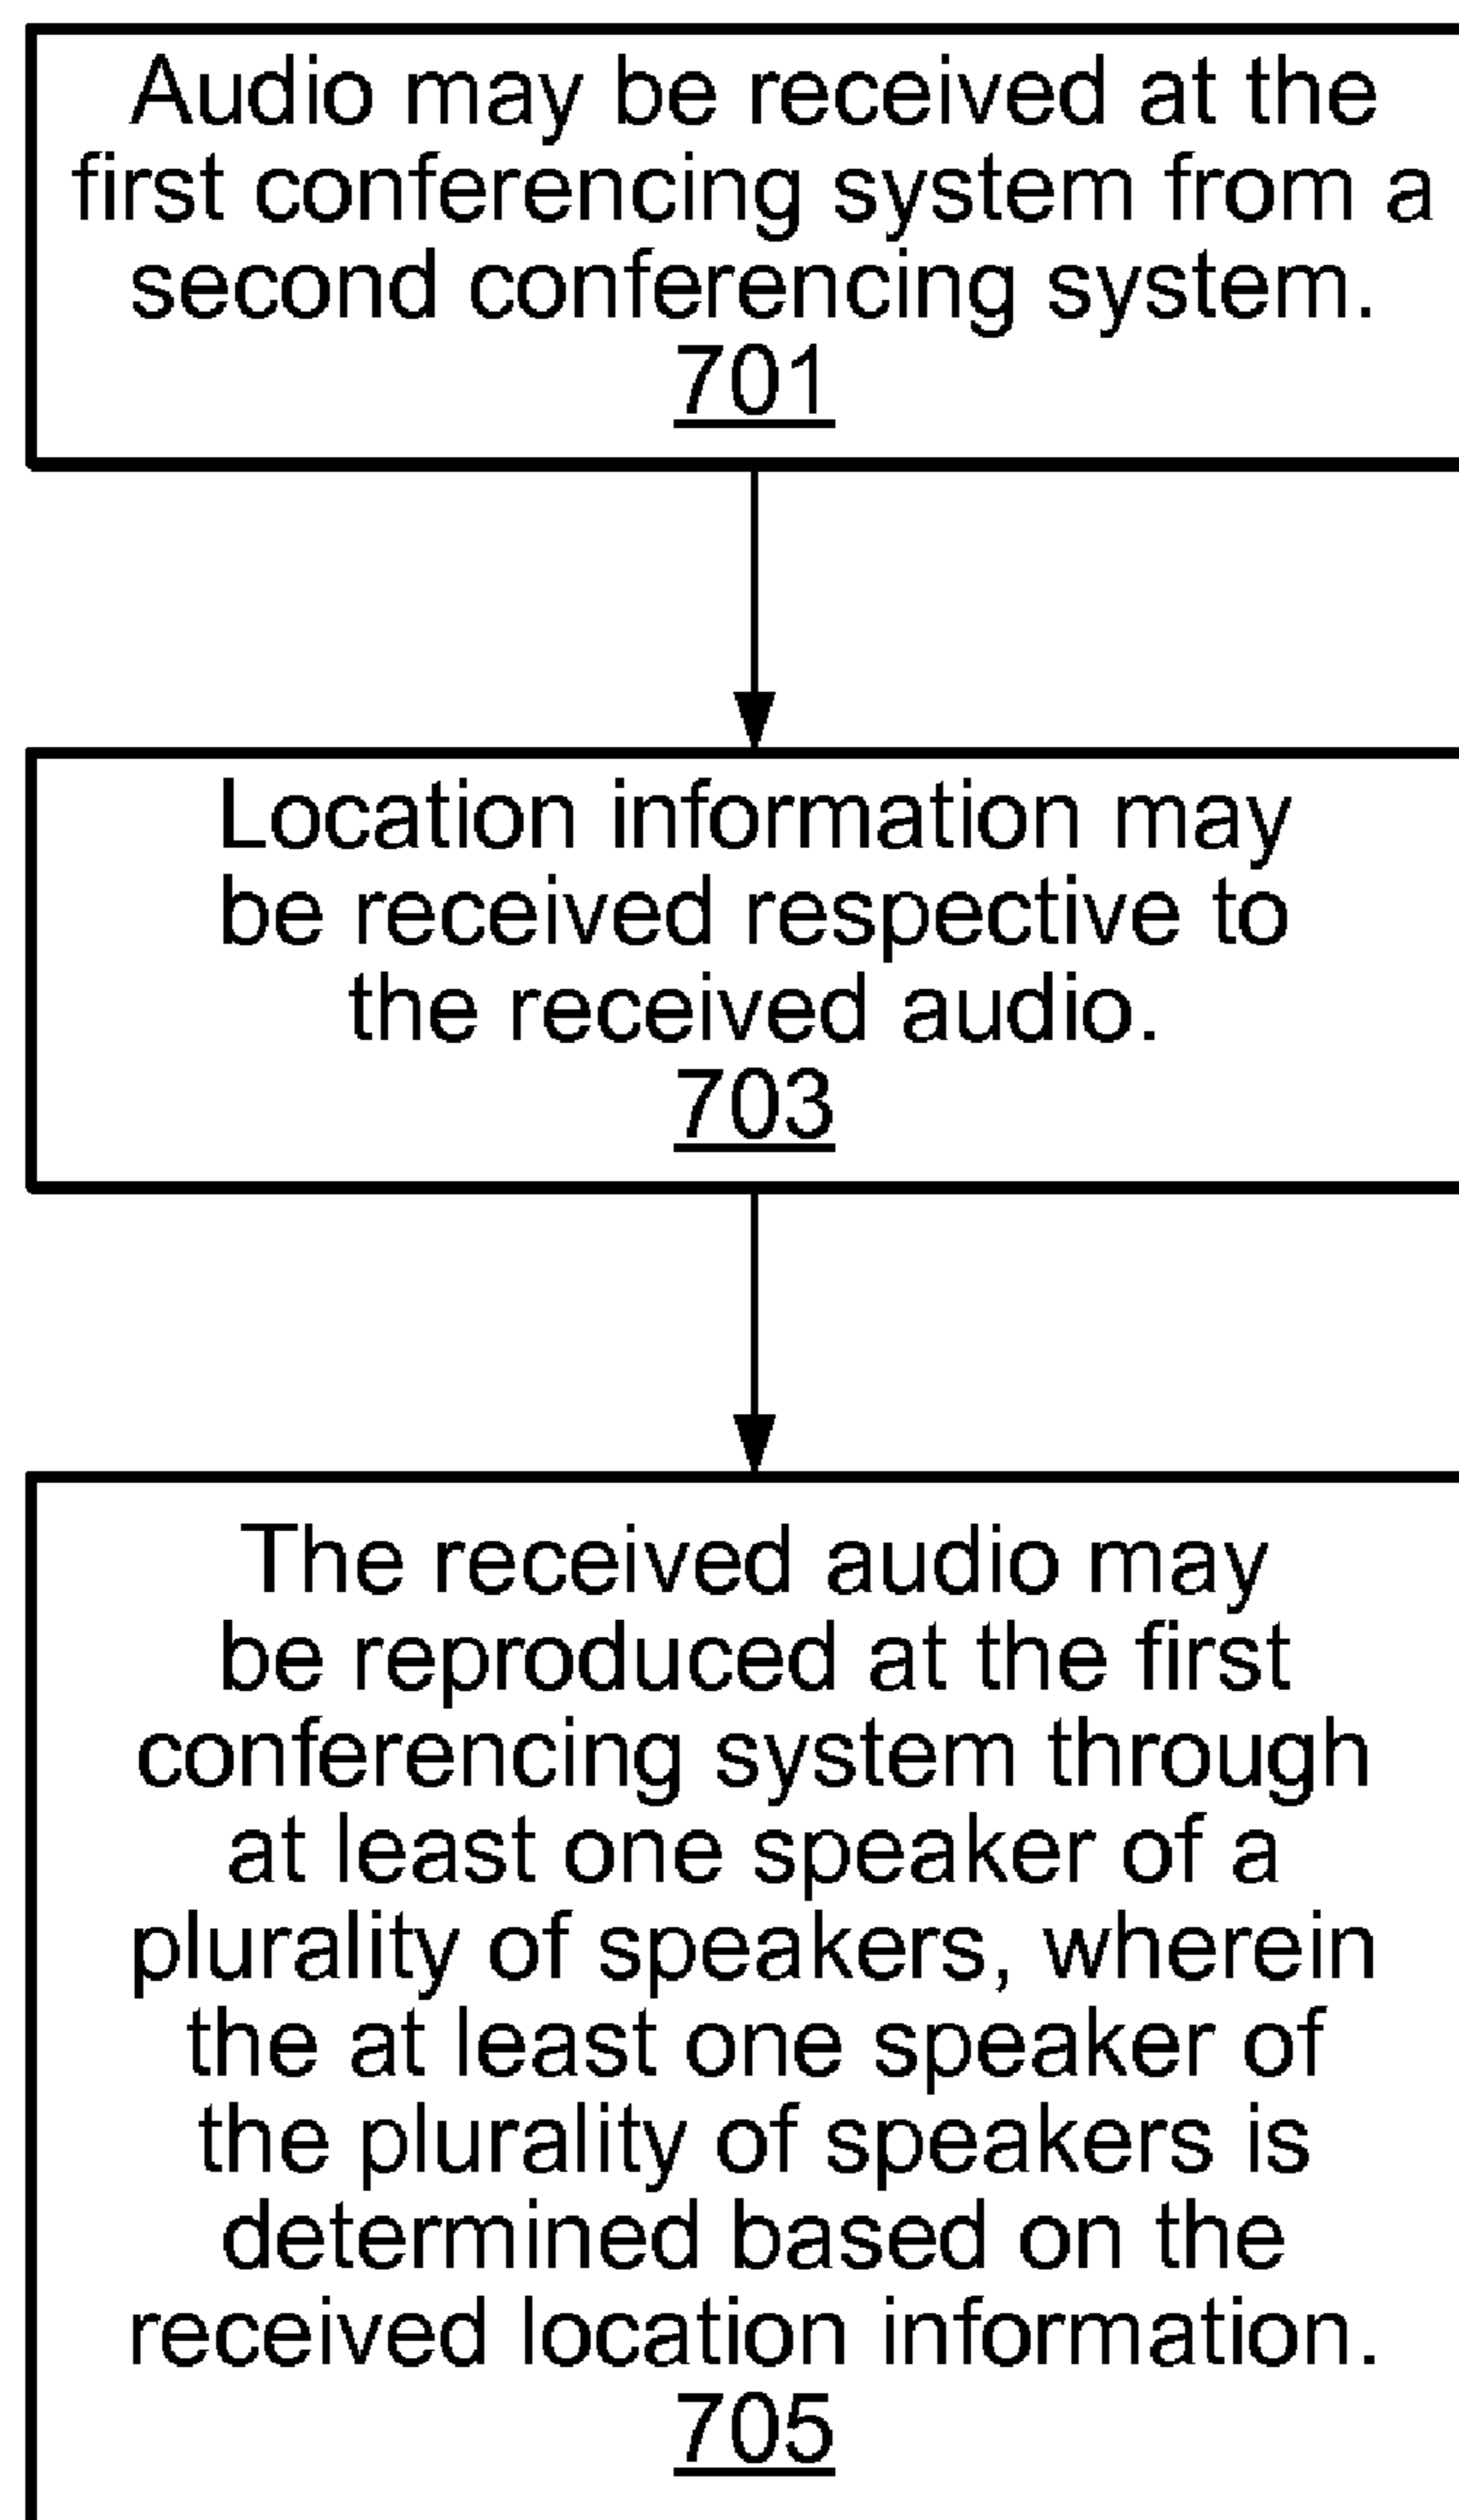 Audio may be received at the
first conferencing system from a
second conferencing system.
701
Location information may
be received respective to
the received audio.
703
The received audio may
be reproduced at the first
conferencing system through
at least one speaker of a
plurality of speakers, wherein
the at least one speaker of
the plurality of speakers is
determined based on the
received location information.
705